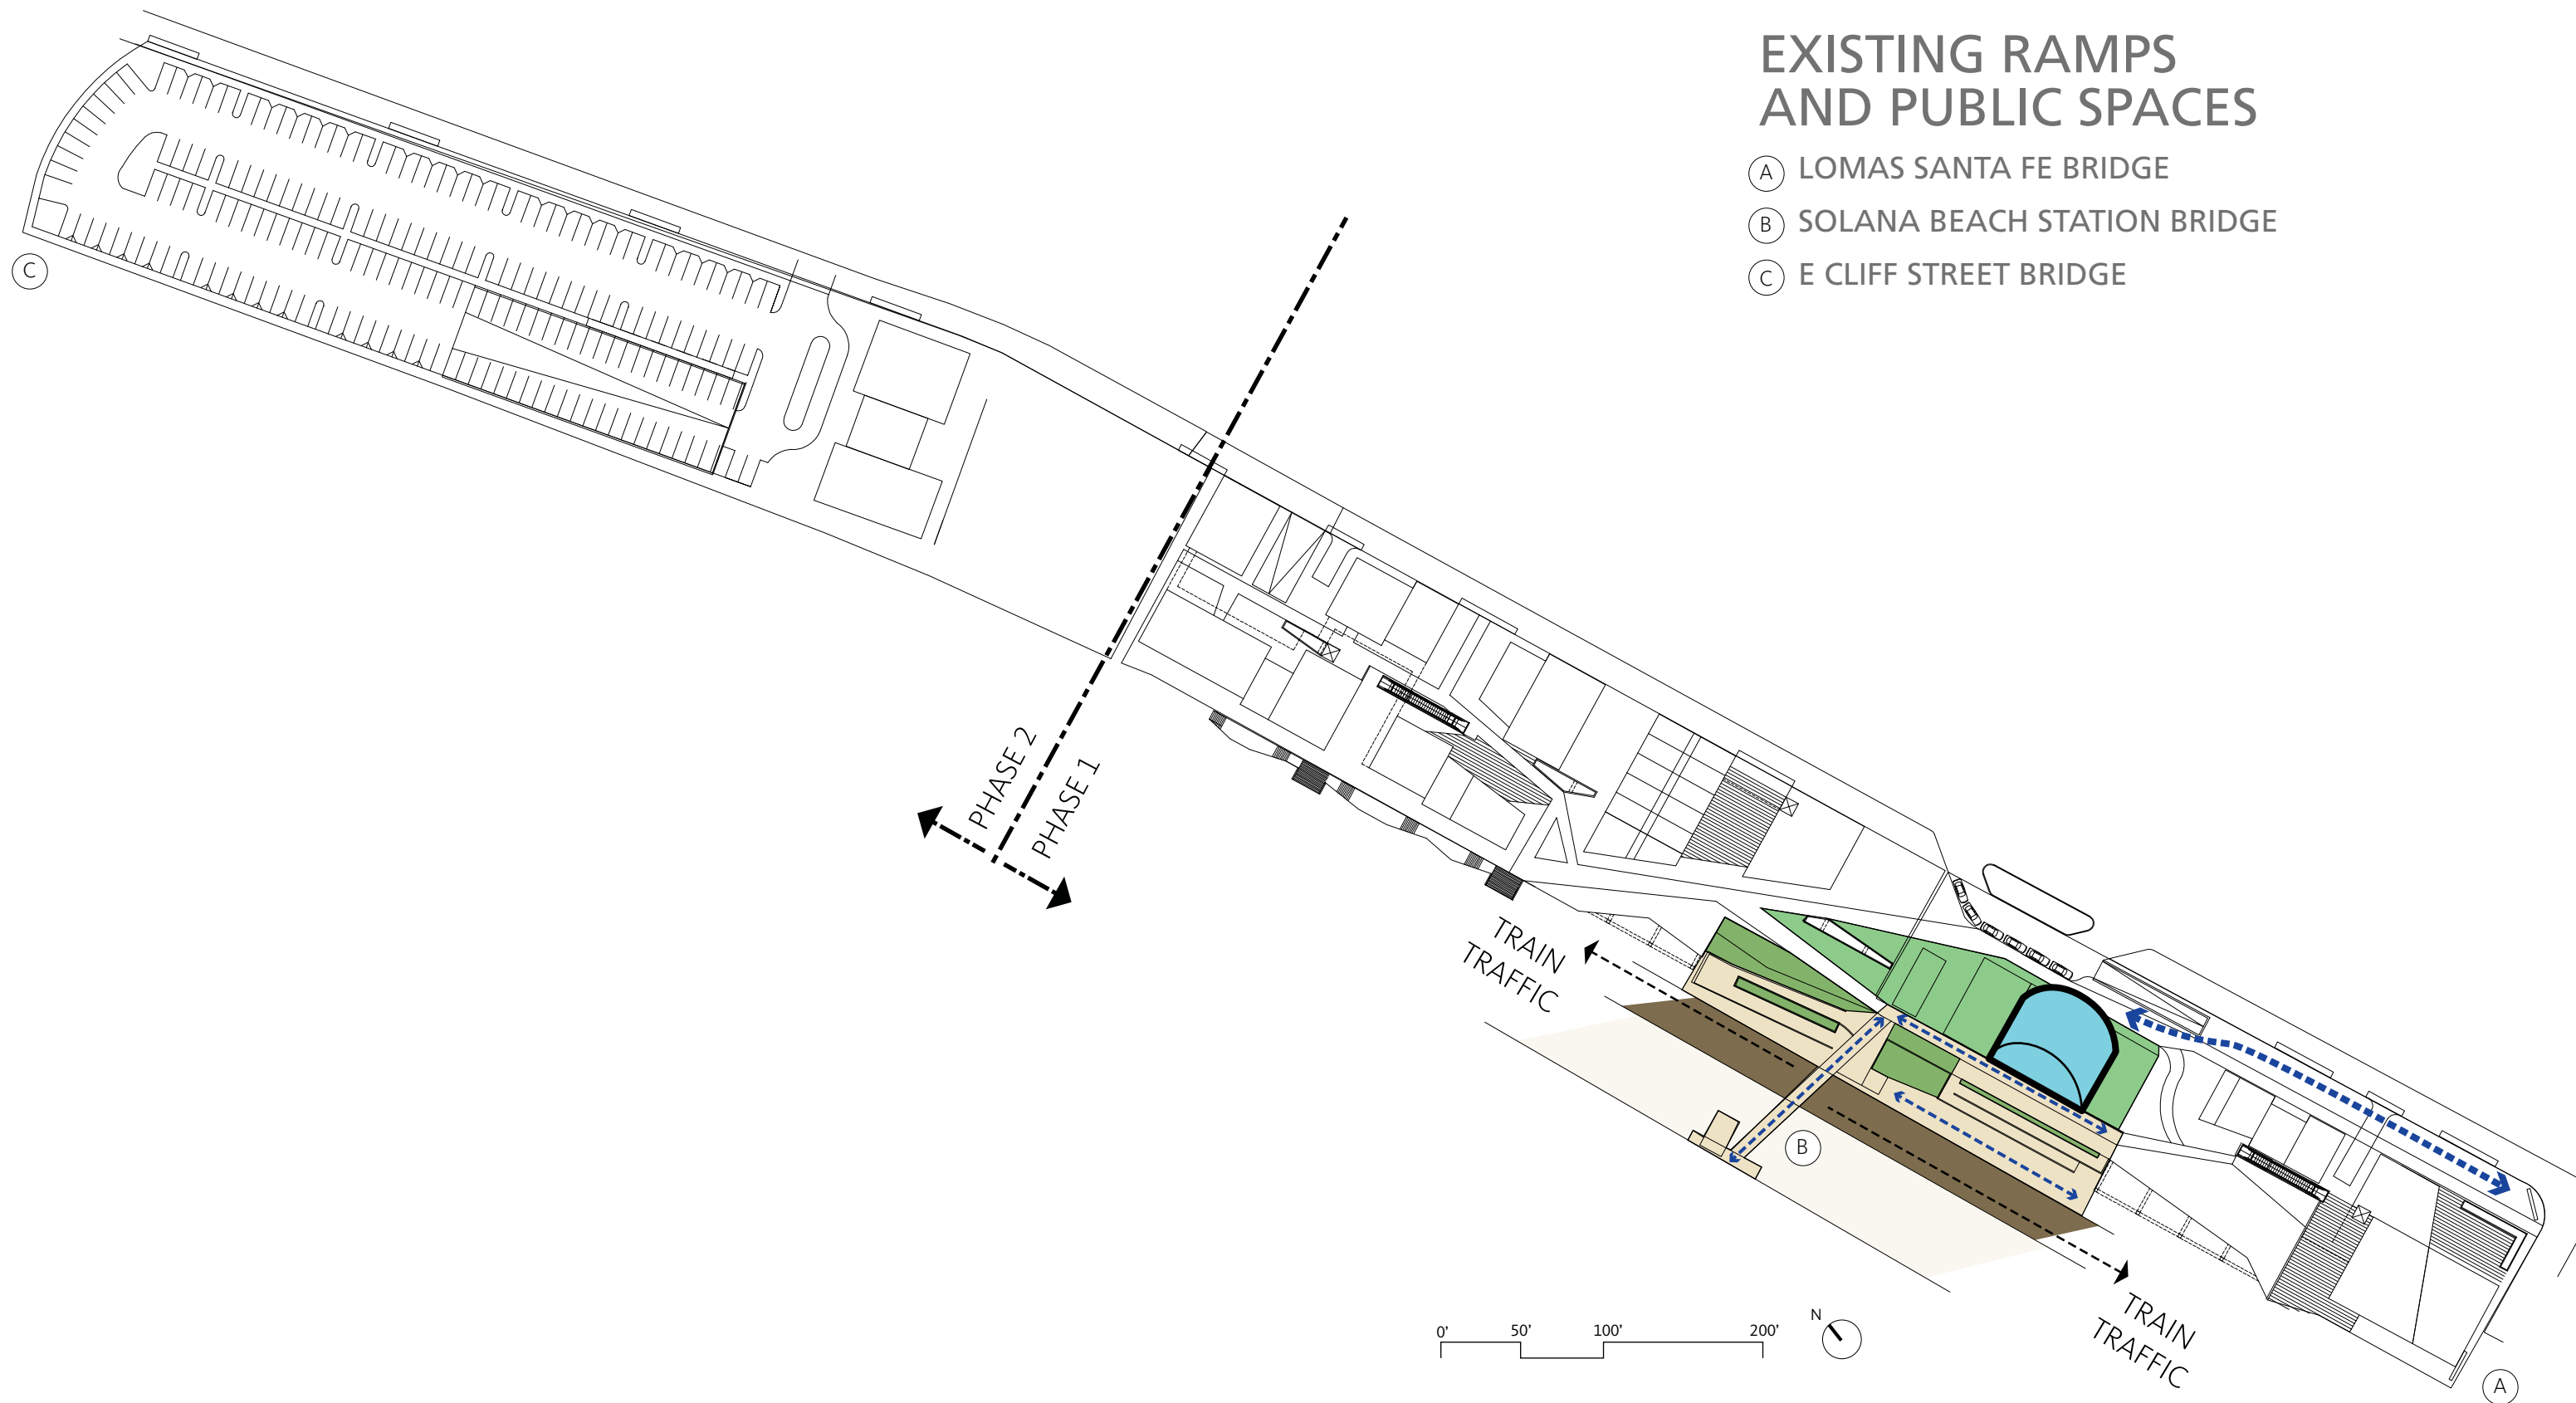 EXISTING RAMPS
AND PUBLIC SPACES
A LOMAS SANTA FE BRIDGE
B SOLANA BEACH STATION BRIDGE
C E CLIFF STREET BRIDGE
C
PHASE 2
PHASE 1
TRAIN
TRAFFIC
B
TRAIN
TRAFFIC
0' 50' 100' 200'
N
A